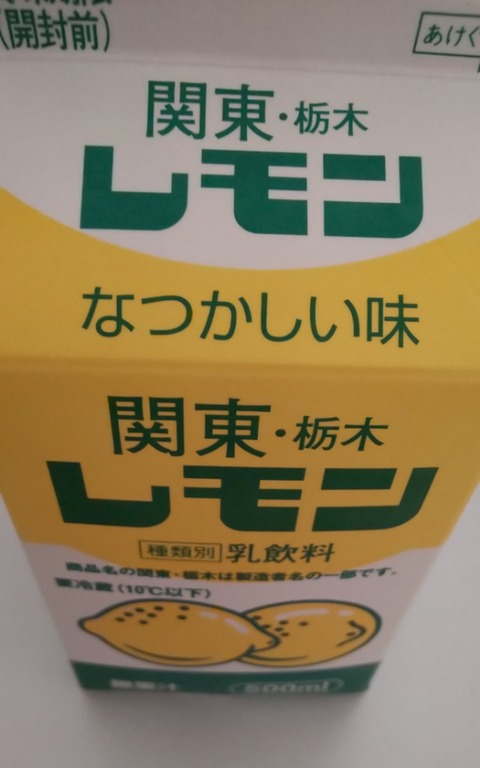 (開封前)
あけく
関東・栃木
レモン
なつかしい味
関東・栃木
レモン
種類別 乳飲料
商品名の関東・栃木は製造者名の一部です。
要冷蔵(10℃以下)
無果汁 500ml